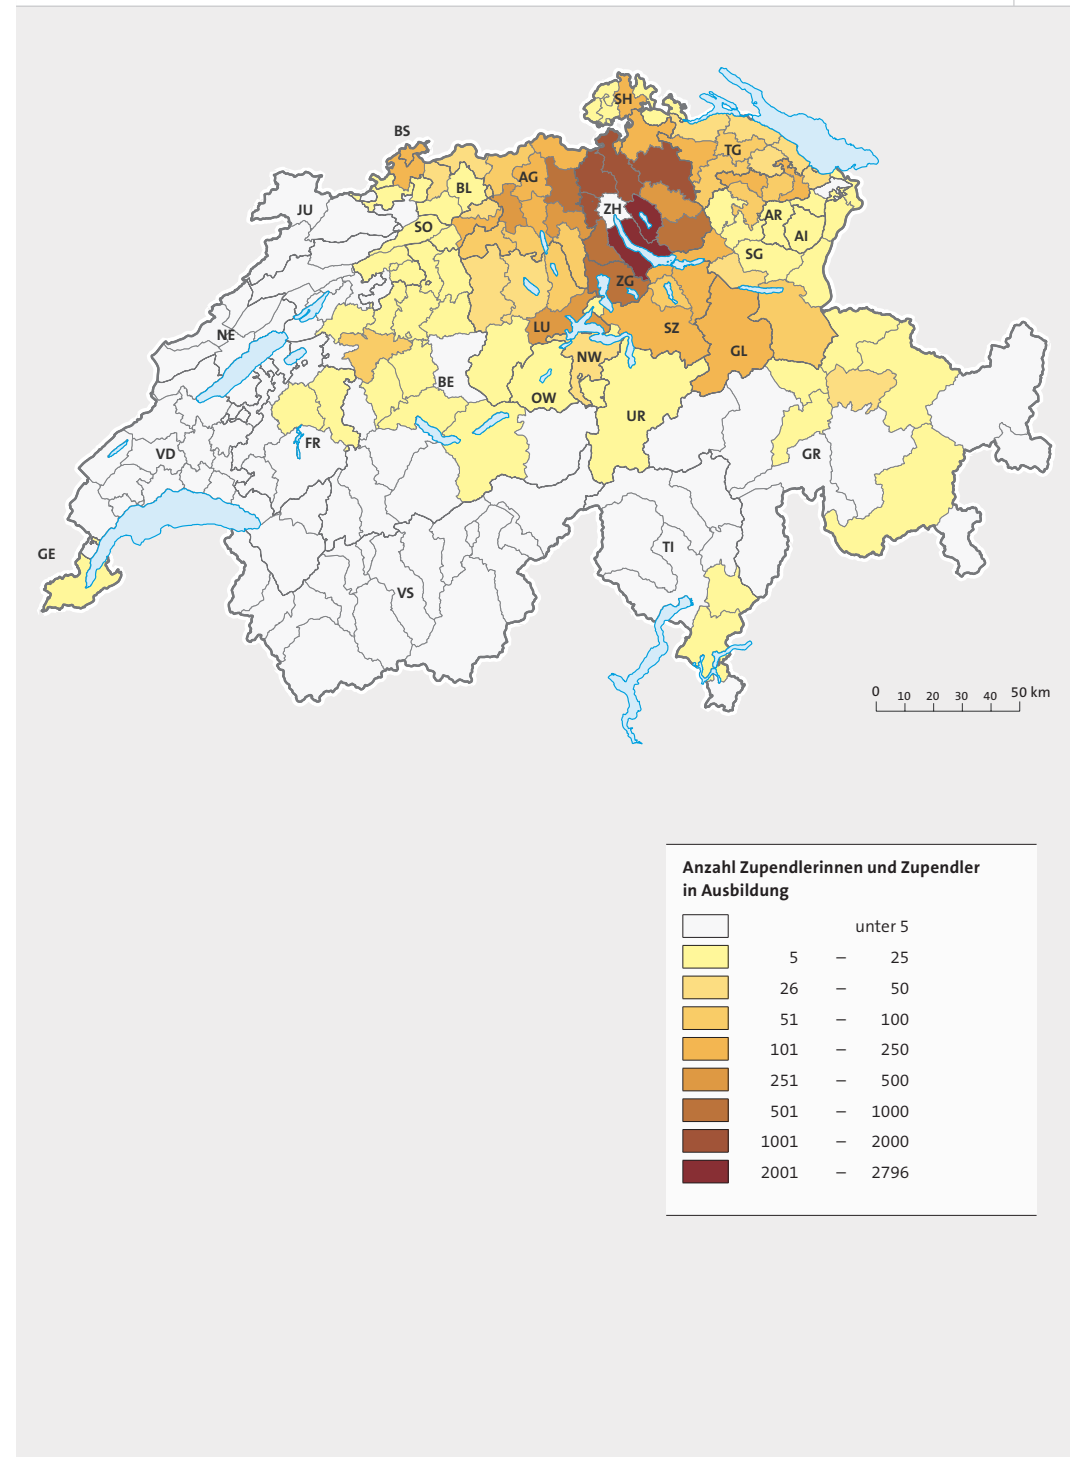 SH
BS
TG
AG
BL
JU
ZH
AR
SO
AI
SG
ZG
LU
SZ
NE
GL
NW
BE
OW
UR
FR
VD
GR
GE
TI
VS
0 10 20 30 40 50 km
Anzahl Zupendlerinnen und Zupendler
in Ausbildung
unter 5
5 – 25
26 – 50
51 – 100
101 – 250
251 – 500
501 – 1000
1001 – 2000
2001 – 2796